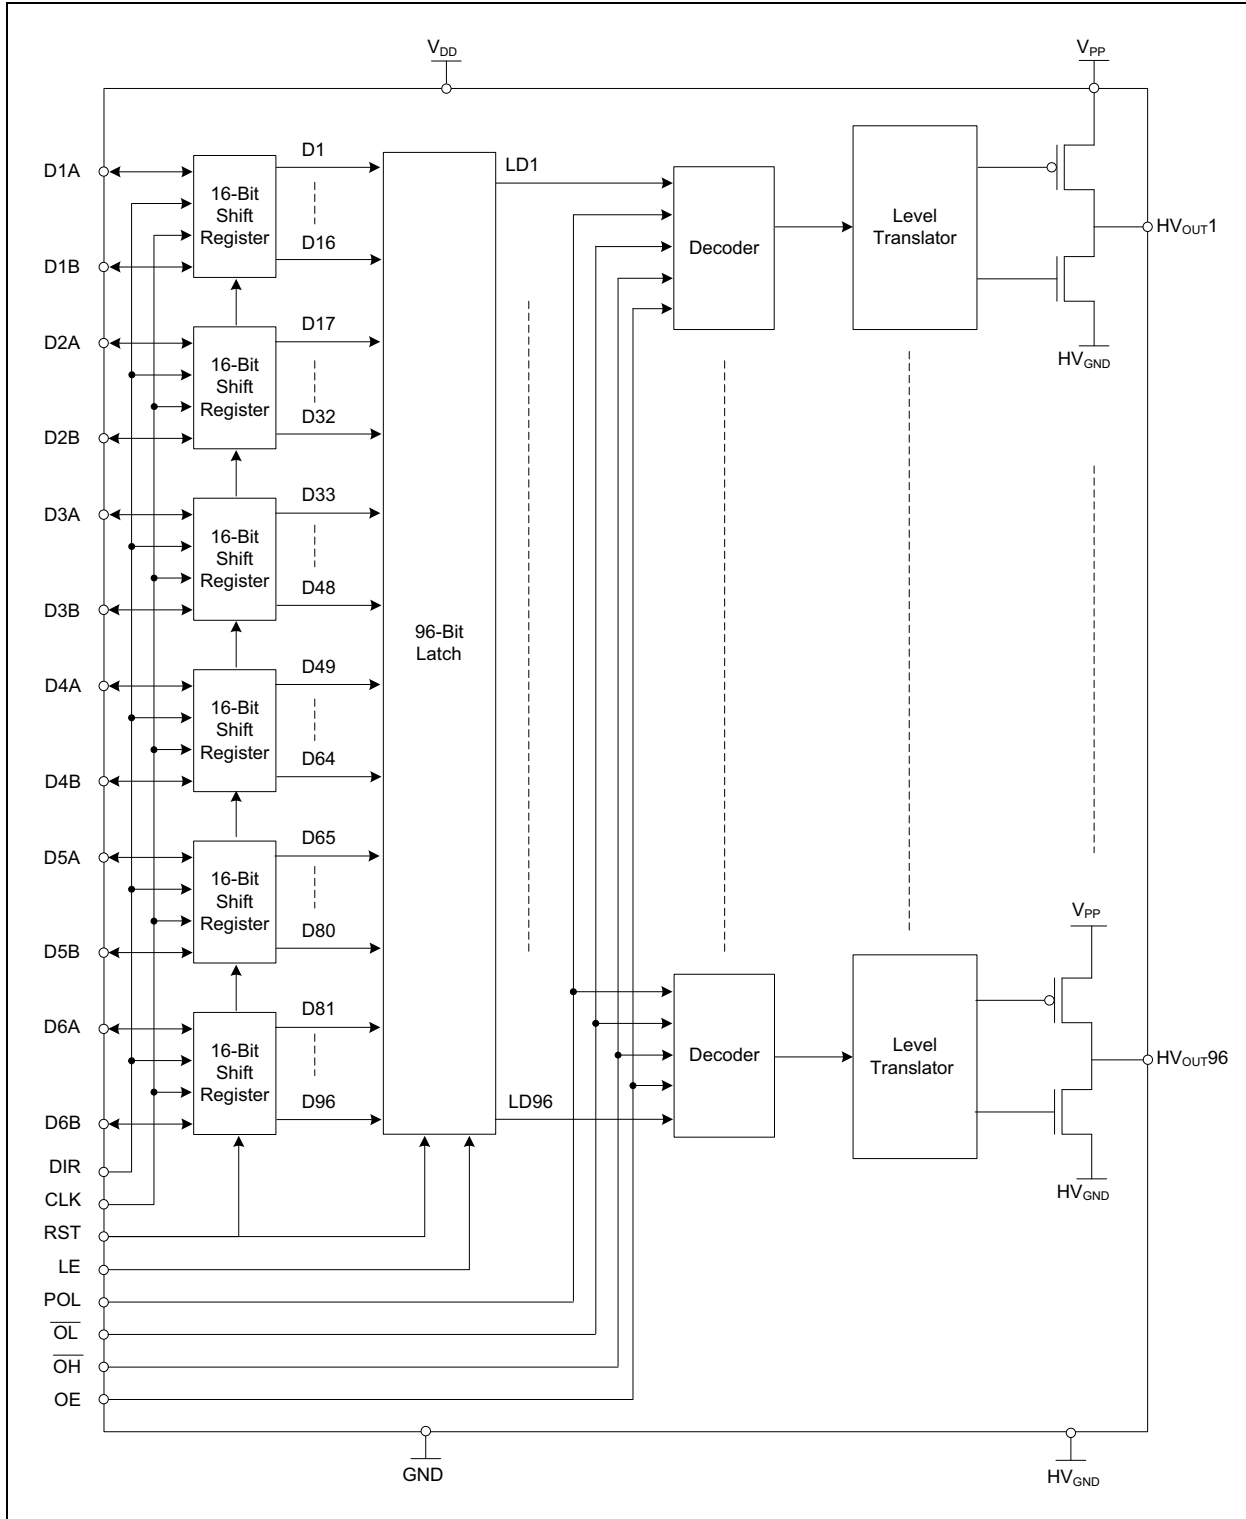 VDD
VPP
D1A
16-Bit
Shift
Register
D1
D16
D1B
LD1
Decoder
Level
Translator
HVOUT1
HVGND
D2A
16-Bit
Shift
Register
D17
D32
D2B
D3A
16-Bit
Shift
Register
D33
D48
D3B
96-Bit
Latch
D4A
16-Bit
Shift
Register
D49
D64
D4B
D5A
16-Bit
Shift
Register
D65
D80
D5B
VPP
D6A
16-Bit
Shift
Register
D81
D96
D6B
LD96
Decoder
Level
Translator
HVOUT96
HVGND
DIR
CLK
RST
LE
POL
O̅L̅
O̅H̅
OE
GND
HVGND